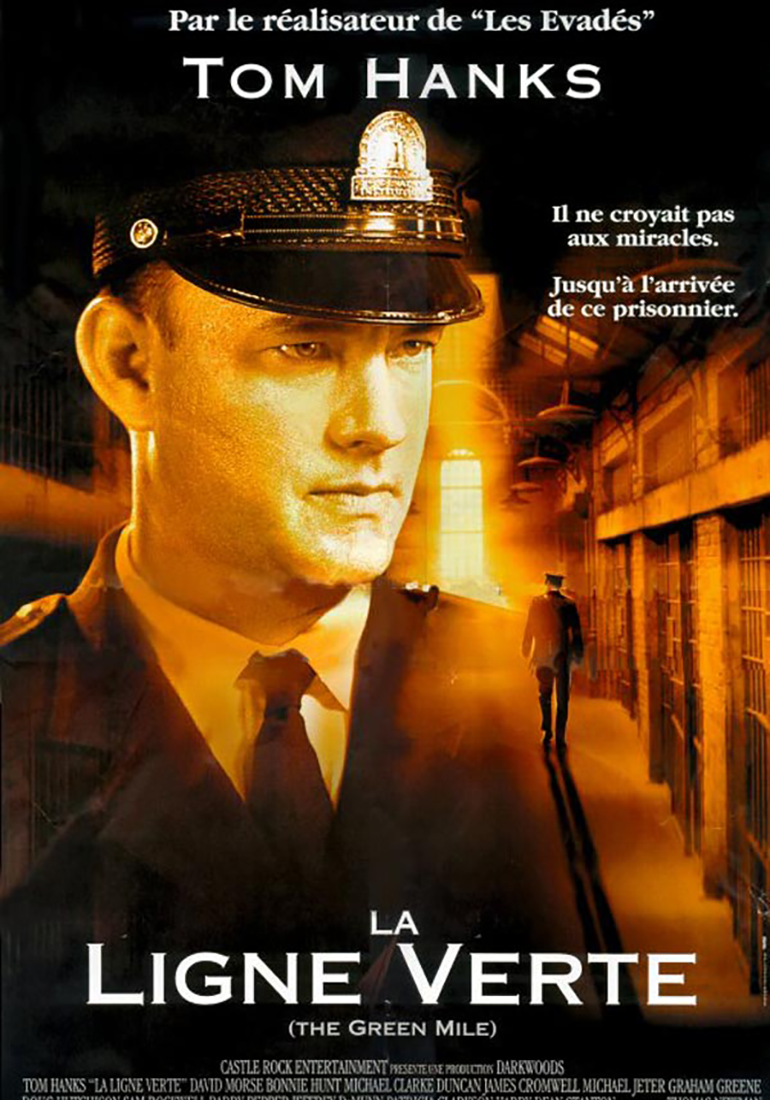 Par le réalisateur de “Les Evadés”
TOM HANKS
Il ne croyait pas
aux miracles.
Jusqu’à l’arrivée
de ce prisonnier.
LA
LIGNE VERTE
(THE GREEN MILE)
CASTLE ROCK ENTERTAINMENT PRESENTE UNE PRODUCTION DARKWOODS
TOM HANKS “LA LIGNE VERTE” DAVID MORSE BONNIE HUNT MICHAEL CLARKE DUNCAN JAMES CROMWELL MICHAEL JETER GRAHAM GREENE